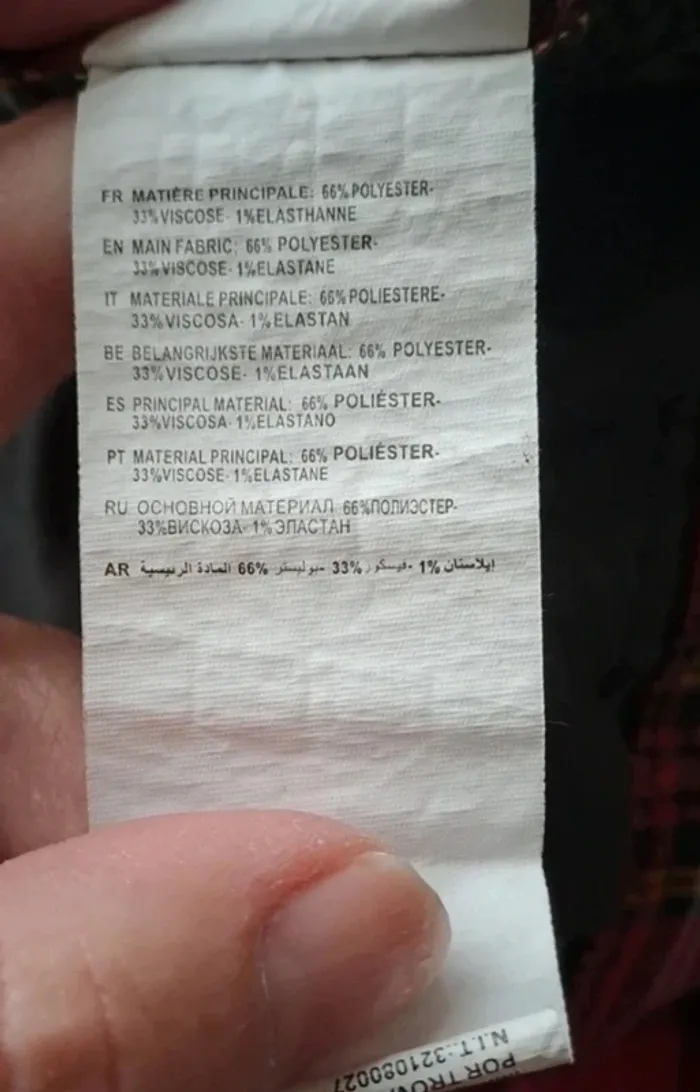 FR MATIÈRE PRINCIPALE: 66%POLYESTER-
33%VISCOSE- 1%ELASTHANNE
EN MAIN FABRIC: 66% POLYESTER-
33%VISCOSE- 1%ELASTANE
IT MATERIALE PRINCIPALE: 66%POLIESTERE-
33%VISCOSA- 1%ELASTAN
BE BELANGRIJKSTE MATERIAAL: 66% POLYESTER-
33%VISCOSE- 1%ELASTAAN
ES PRINCIPAL MATERIAL: 66% POLIÉSTER-
33%VISCOSA- 1%ELASTANO
PT MATERIAL PRINCIPAL: 66% POLIÉSTER-
33%VISCOSE- 1%ELASTANE
RU ОСНОВНОЙ МАТЕРИАЛ 66%ПОЛИЭСТЕР-
33%ВИСКОЗА- 1%ЭЛАСТАН
AR المادة الرئيسية 66% بوليستر- 33% فيسكوز- 1% ايلاستان
N.I.T.:321080027
POR